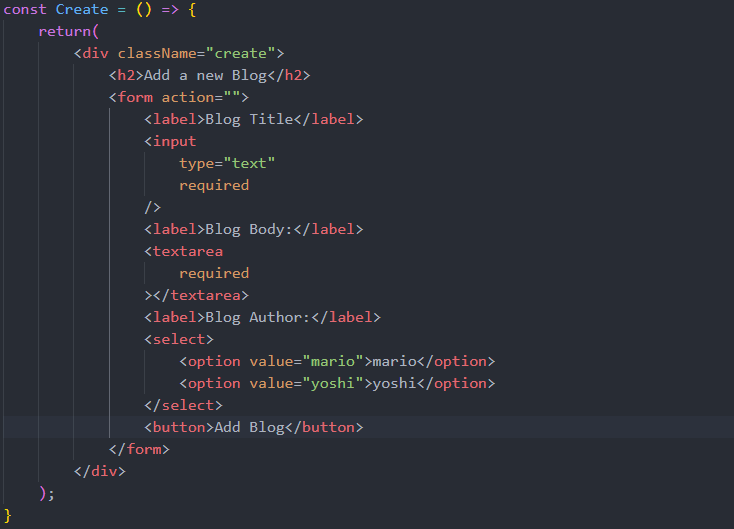 const Create = () => {
    return(
        <div className="create">
            <h2>Add a new Blog</h2>
            <form action="">
                <label>Blog Title</label>
                <input
                    type="text"
                    required
                />
                <label>Blog Body:</label>
                <textarea
                    required
                ></textarea>
                <label>Blog Author:</label>
                <select>
                    <option value="mario">mario</option>
                    <option value="yoshi">yoshi</option>
                </select>
                <button>Add Blog</button>
            </form>
        </div>
    );
}